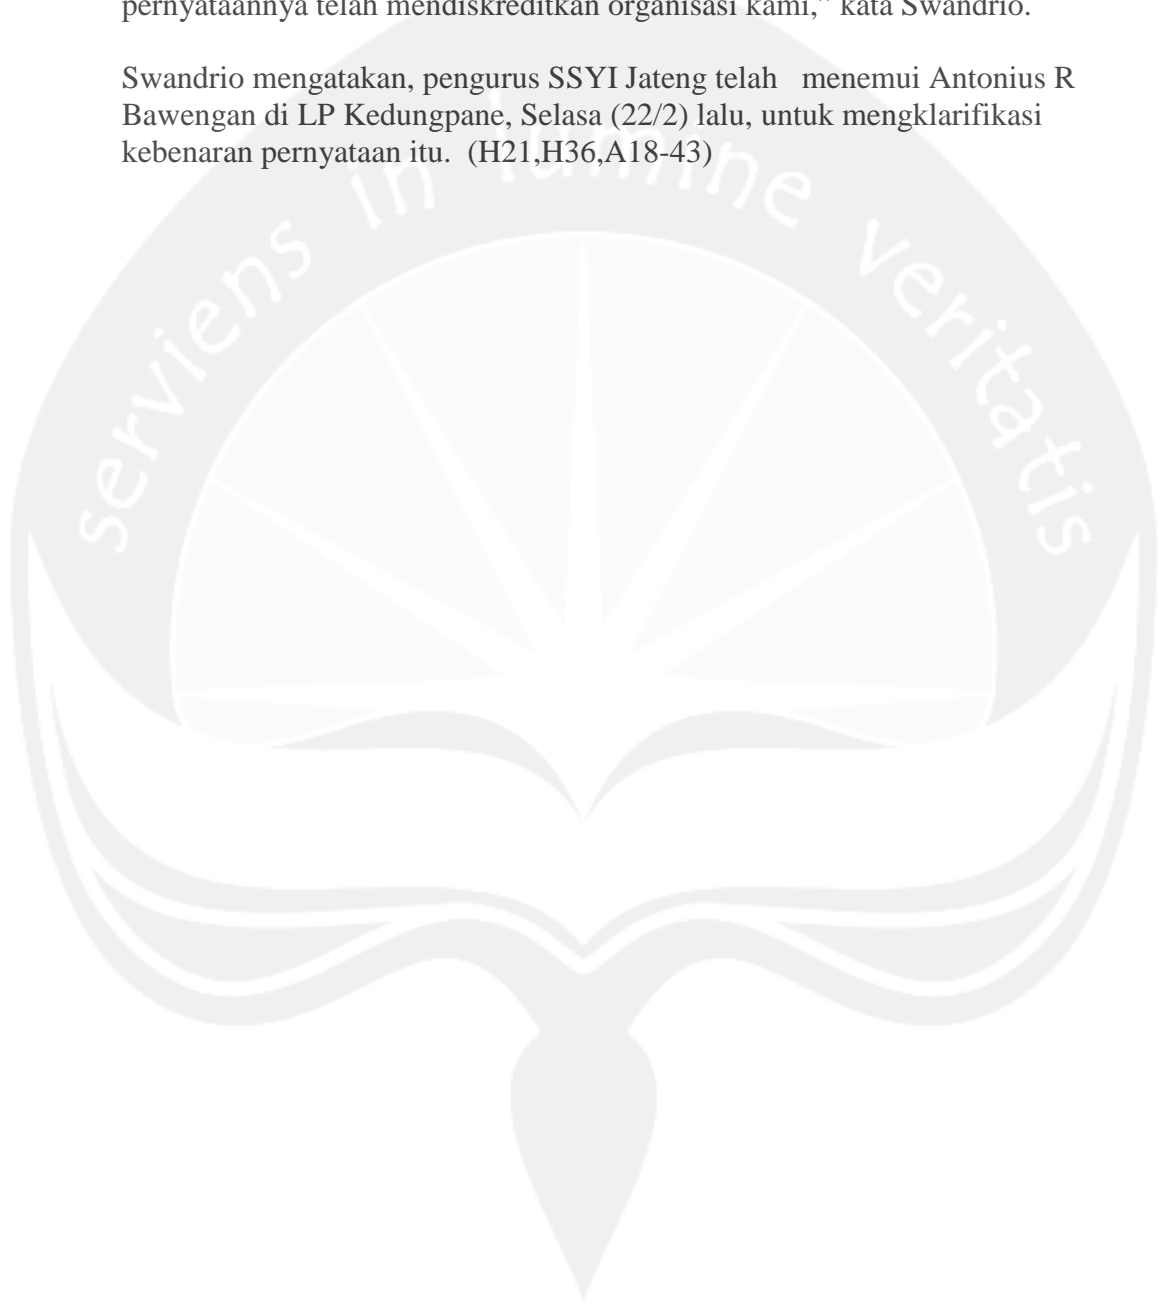 pernyataannya telah mendiskreditkan organisasi kami,” kata Swandrio.
Swandrio mengatakan, pengurus SSYI Jateng telah menemui Antonius R
Bawengan di LP Kedungpane, Selasa (22/2) lalu, untuk mengklarifikasi
kebenaran pernyataan itu. (H21,H36,A18-43)
serviens in lumine veritatis